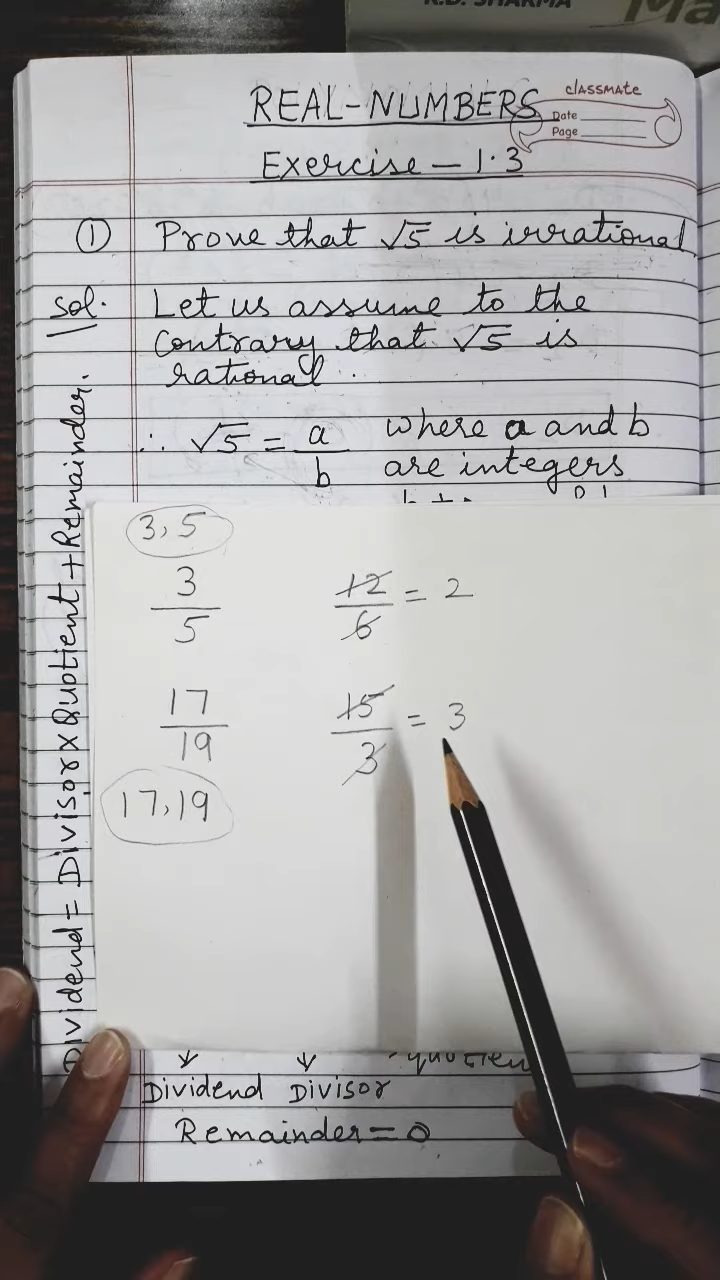 R.D. SHARMA
Ma
REAL-NUMBERS
classmate
Date
Page
Exercise - 1.3
① Prove that √5 is irrational.
Sol. Let us assume to the
contrary that √5 is
rational.
∴ √5 = a/b where a and b
are integers
3, 5
3/5 12/6 = 2
17/19 15/3 = 3
17, 19
Dividend = Divisor x Quotient + Remainder.
Dividend Divisor
Remainder = 0